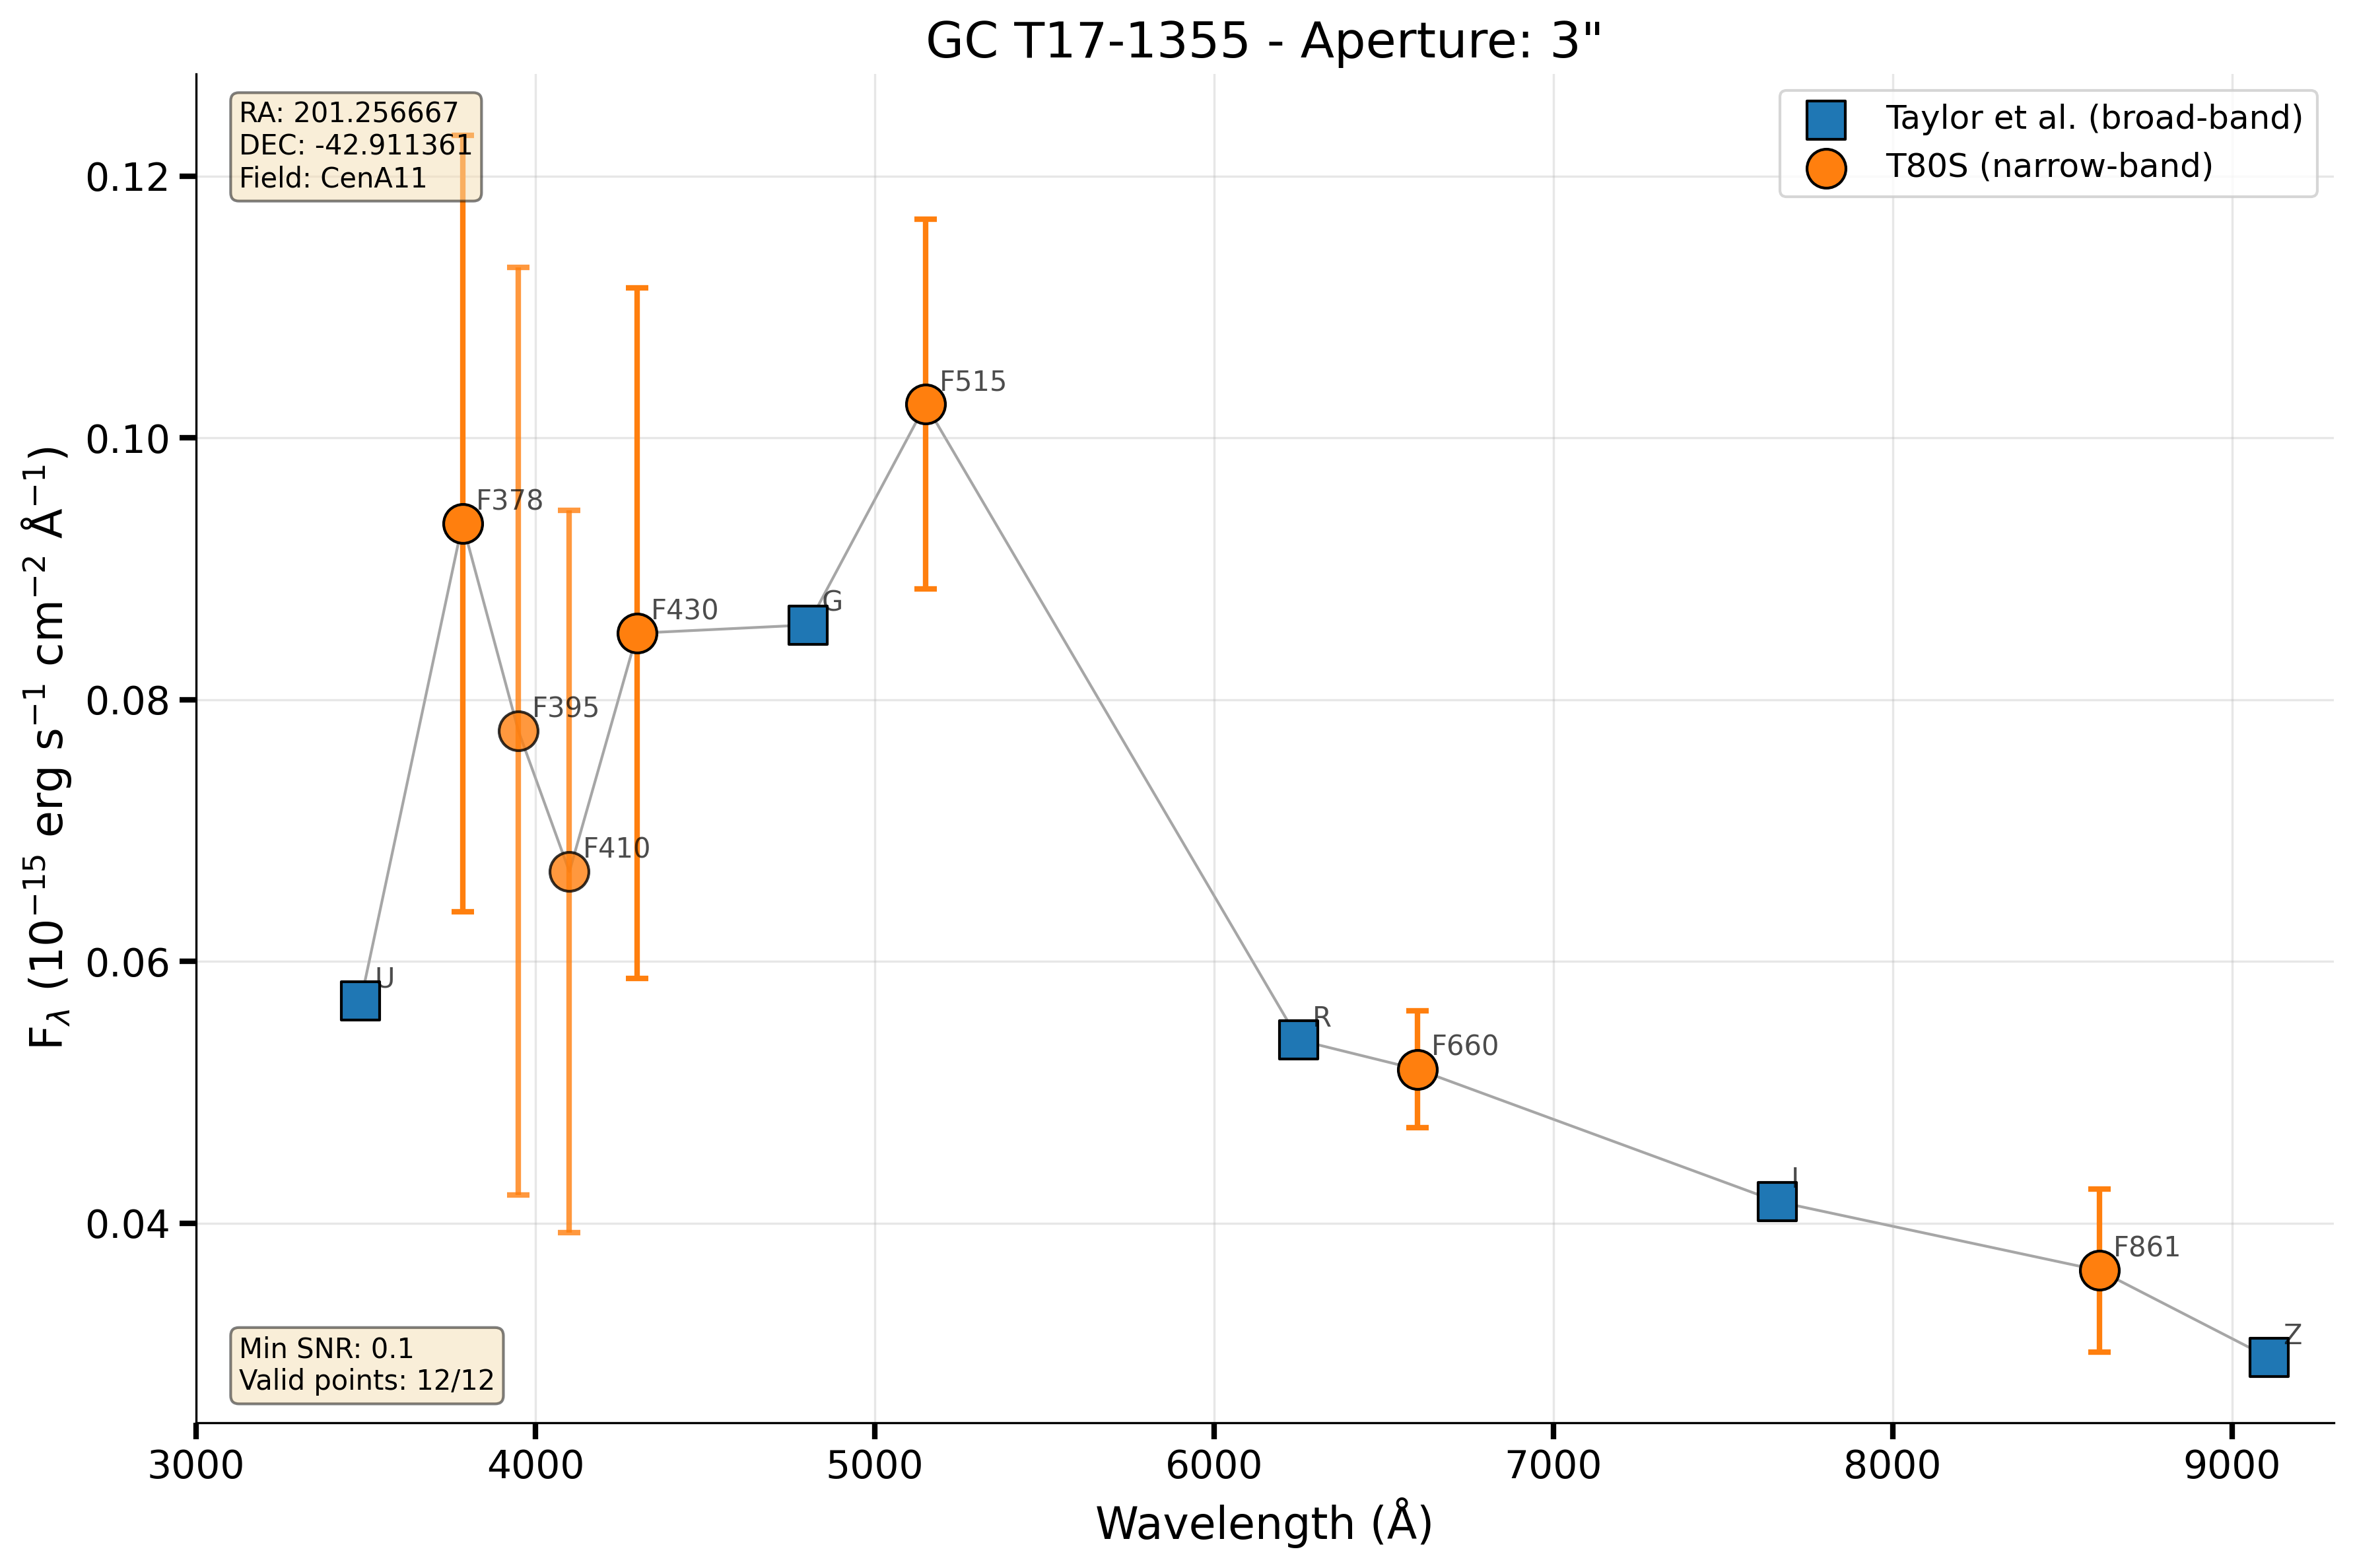 GC T17-1355 - Aperture: 3"
RA: 201.256667
DEC: -42.911361
Field: CenA11
Taylor et al. (broad-band)
T80S (narrow-band)
0.12
0.10
0.08
0.06
0.04
F$_{λ}$ (10$^{-15}$ erg s$^{-1}$ cm$^{-2}$ Å$^{-1}$)
F515
F378
G
F430
F395
F410
U
R
F660
I
F861
Z
Min SNR: 0.1
Valid points: 12/12
3000 4000 5000 6000 7000 8000 9000
Wavelength (Å)